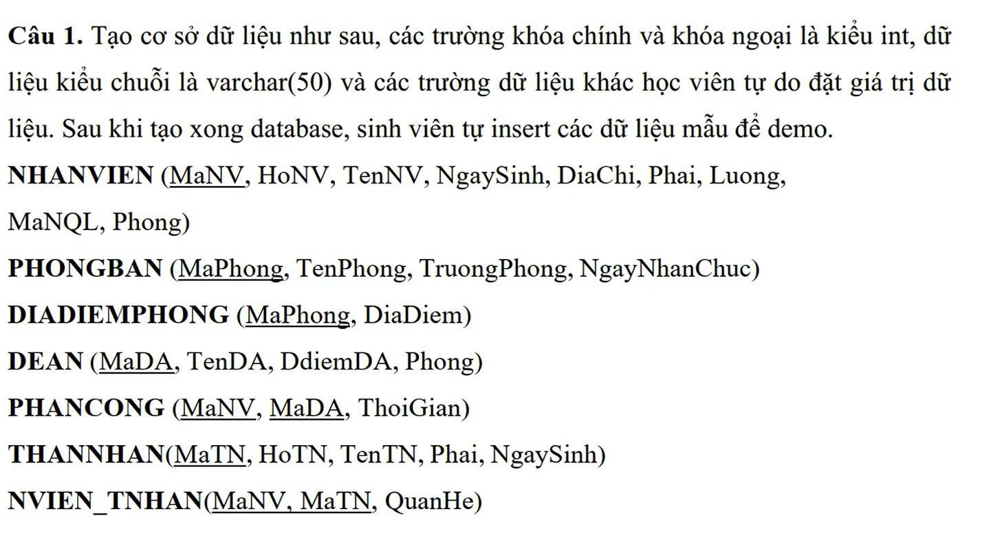 Câu 1. Tạo cơ sở dữ liệu như sau, các trường khóa chính và khóa ngoại là kiểu int, dữ
liệu kiểu chuỗi là varchar(50) và các trường dữ liệu khác học viên tự do đặt giá trị dữ
liệu. Sau khi tạo xong database, sinh viên tự insert các dữ liệu mẫu để demo.
NHANVIEN (MaNV, HoNV, TenNV, NgaySinh, DiaChi, Phai, Luong,
MaNQL, Phong)
PHONGBAN (MaPhong, TenPhong, TruongPhong, NgayNhanChuc)
DIADIEMPHONG (MaPhong, DiaDiem)
DEAN (MaDA, TenDA, DdiemDA, Phong)
PHANCONG (MaNV, MaDA, ThoiGian)
THANNHAN(MaTN, HoTN, TenTN, Phai, NgaySinh)
NVIEN_TNHAN(MaNV, MaTN, QuanHe)